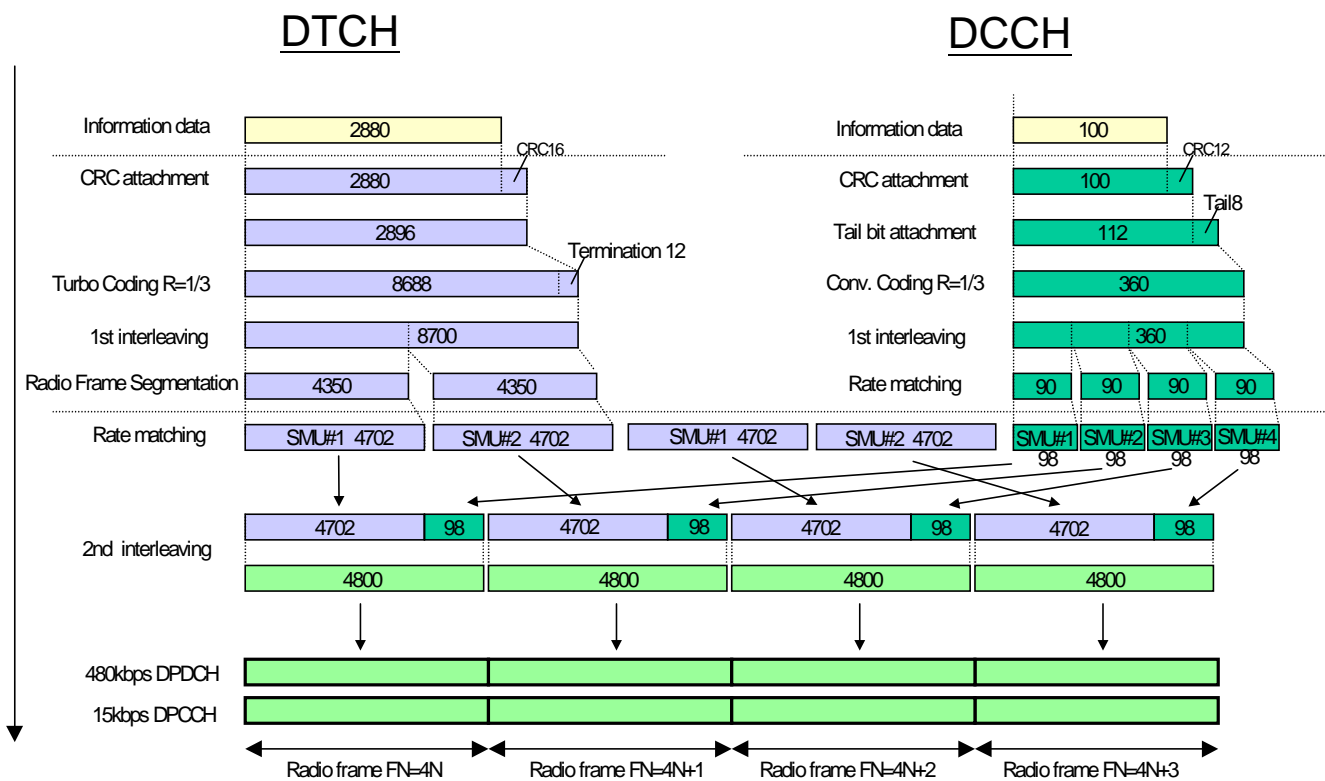 DTCH
DCCH
Information data
2880
Information data
100
CRC16
CRC12
CRC attachment
2880
CRC attachment
100
Tail8
2896
Tail bit attachment
112
Termination 12
Turbo Coding R=1/3
8688
Conv. Coding R=1/3
360
1st interleaving
8700
1st interleaving
360
Radio Frame Segmentation
4350
4350
Rate matching
90
90
90
90
Rate matching
SMU#1 4702
SMU#2 4702
SMU#1 4702
SMU#2 4702
SMU#1
SMU#2
SMU#3
SMU#4
98
98
98
98
4702
98
4702
98
4702
98
4702
98
2nd interleaving
4800
4800
4800
4800
480kbps DPDCH
15kbps DPCCH
Radio frame FN=4N
Radio frame FN=4N+1
Radio frame FN=4N+2
Radio frame FN=4N+3